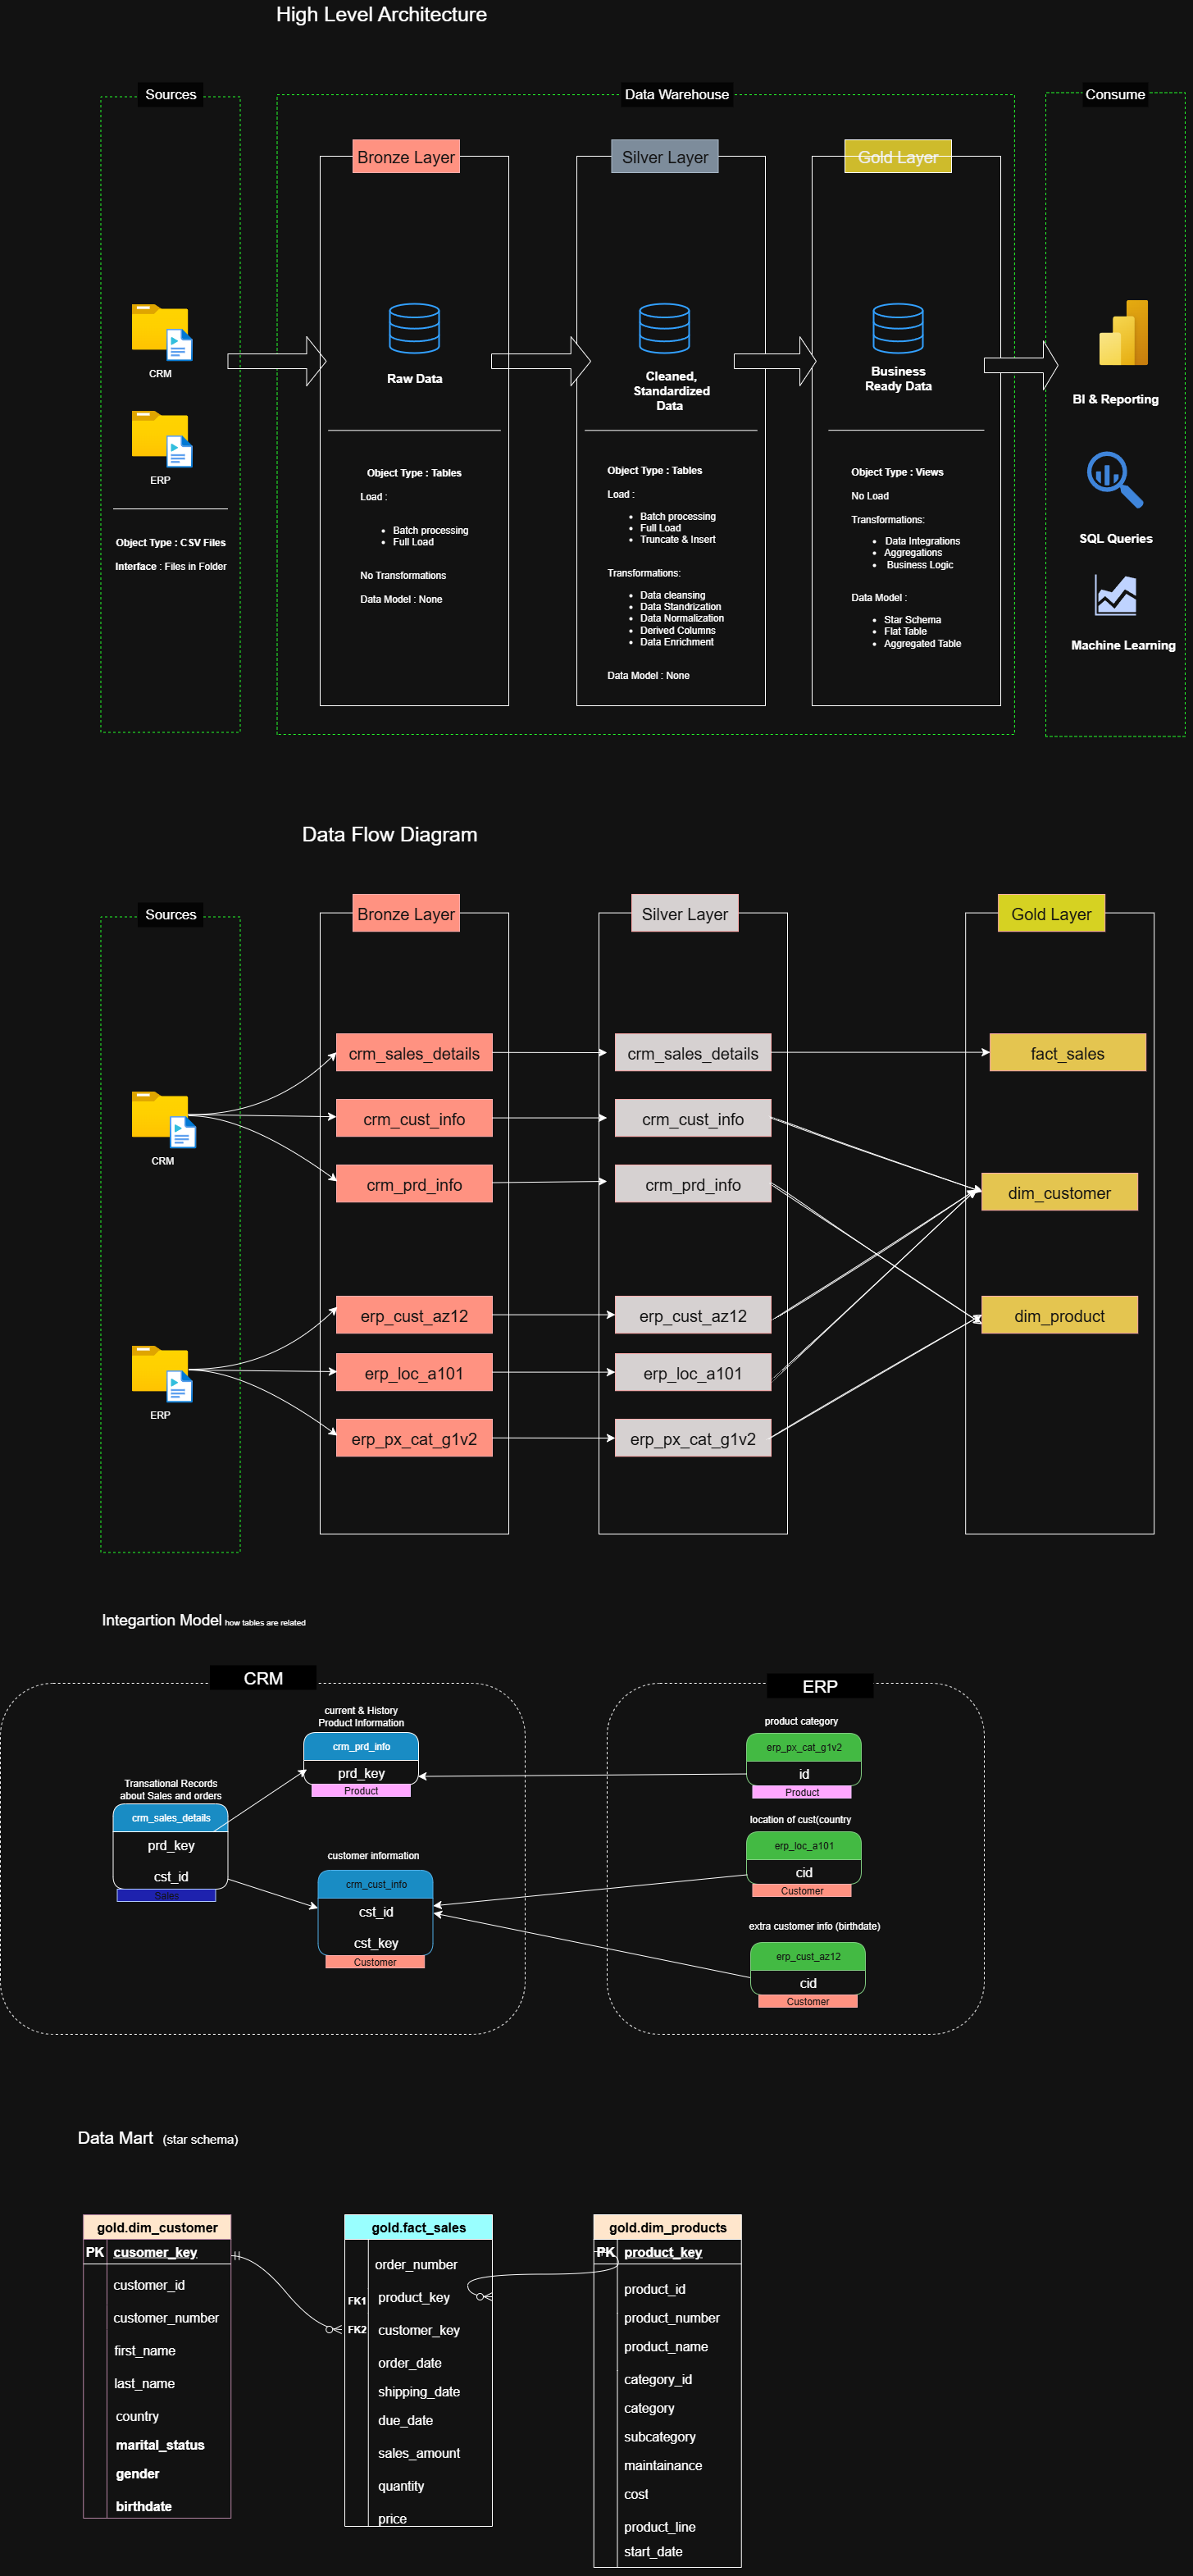 High Level Architecture
Sources
Data Warehouse
Consume
Bronze Layer
Silver Layer
Gold Layer
CRM
ERP
Object Type : CSV Files
Interface : Files in Folder
Raw Data
Object Type : Tables
Load :
Batch processing
Full Load
No Transformations
Data Model : None
Cleaned,
Standardized
Data
Object Type : Tables
Load :
Batch processing
Full Load
Truncate & Insert
Transformations:
Data cleansing
Data Standrization
Data Normalization
Derived Columns
Data Enrichment
Data Model : None
Business
Ready Data
Object Type : Views
No Load
Transformations:
Data Integrations
Aggregations
Business Logic
Data Model :
Star Schema
Flat Table
Aggregated Table
BI & Reporting
SQL Queries
Machine Learning
Data Flow Diagram
Sources
Bronze Layer
Silver Layer
Gold Layer
CRM
ERP
crm_sales_details
crm_cust_info
crm_prd_info
erp_cust_az12
erp_loc_a101
erp_px_cat_g1v2
crm_sales_details
crm_cust_info
crm_prd_info
erp_cust_az12
erp_loc_a101
erp_px_cat_g1v2
fact_sales
dim_customer
dim_product
Integartion Model how tables are related
CRM
Transational Records
about Sales and orders
crm_sales_details
prd_key
cst_id
Sales
current & History
Product Information
crm_prd_info
prd_key
Product
customer information
crm_cust_info
cst_id
cst_key
Customer
ERP
product category
erp_px_cat_g1v2
id
Product
location of cust(country
erp_loc_a101
cid
Customer
extra customer info (birthdate)
erp_cust_az12
cid
Customer
Data Mart (star schema)
gold.dim_customer
PK cusomer_key
customer_id
customer_number
first_name
last_name
country
marital_status
gender
birthdate
gold.fact_sales
order_number
FK1 product_key
FK2 customer_key
order_date
shipping_date
due_date
sales_amount
quantity
price
gold.dim_products
PK product_key
product_id
product_number
product_name
category_id
category
subcategory
maintainance
cost
product_line
start_date